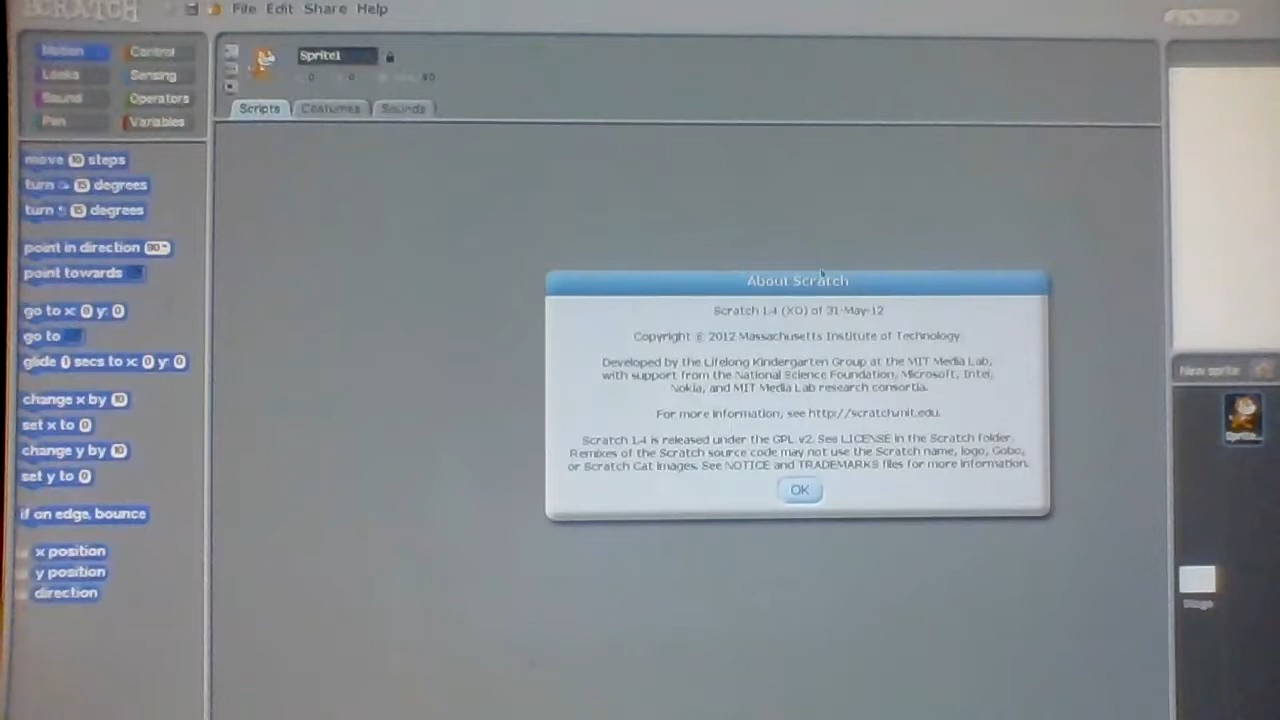 SCRATCH
File Edit Share Help
Motion Control
Looks Sensing
Sound Operators
Pen Variables
Sprite1
Scripts Costumes Sounds
move 10 steps
turn 15 degrees
turn 15 degrees
point in direction 90
point towards
go to x: 0 y: 0
go to
glide 1 secs to x: 0 y: 0
change x by 10
set x to 0
change y by 10
set y to 0
if on edge, bounce
x position
y position
direction
About Scratch
Scratch 1.4 (XO) of 31-May-12
Copyright © 2012 Massachusetts Institute of Technology
Developed by the Lifelong Kindergarten Group at the MIT Media Lab,
with support from the National Science Foundation, Microsoft, Intel,
Nokia, and MIT Media Lab research consortia.
For more information, see http://scratch.mit.edu.
Scratch 1.4 is released under the GPL v2. See LICENSE in the Scratch folder.
Remixes of the Scratch source code may not use the Scratch name, logo, Gobo,
or Scratch Cat images. See NOTICE and TRADEMARKS files for more information.
OK
New sprite
Sprite...
Stage